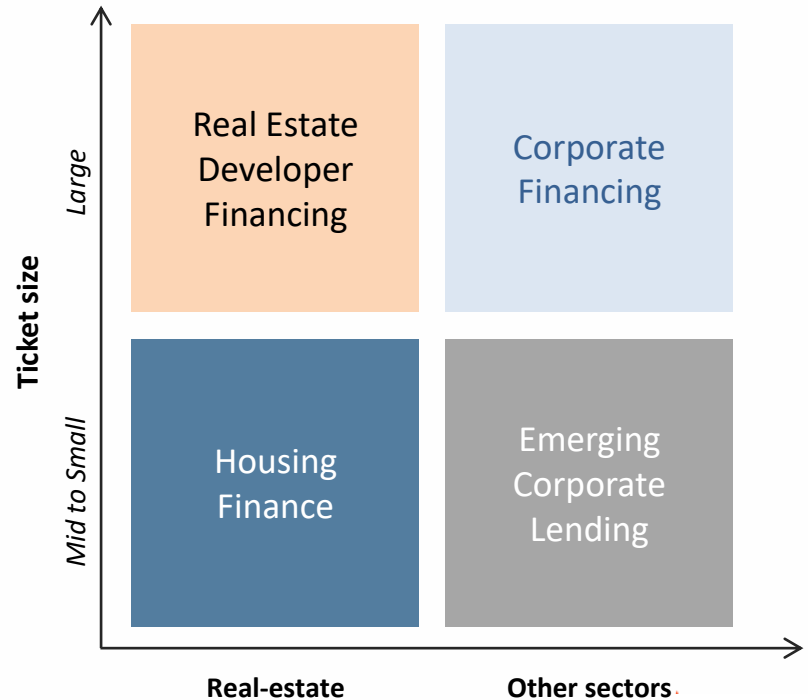 Real Estate
Developer
Financing
Corporate
Financing
Large
Ticket size
Mid to Small
Housing
Finance
Emerging
Corporate
Lending
Real-estate
Other sectors